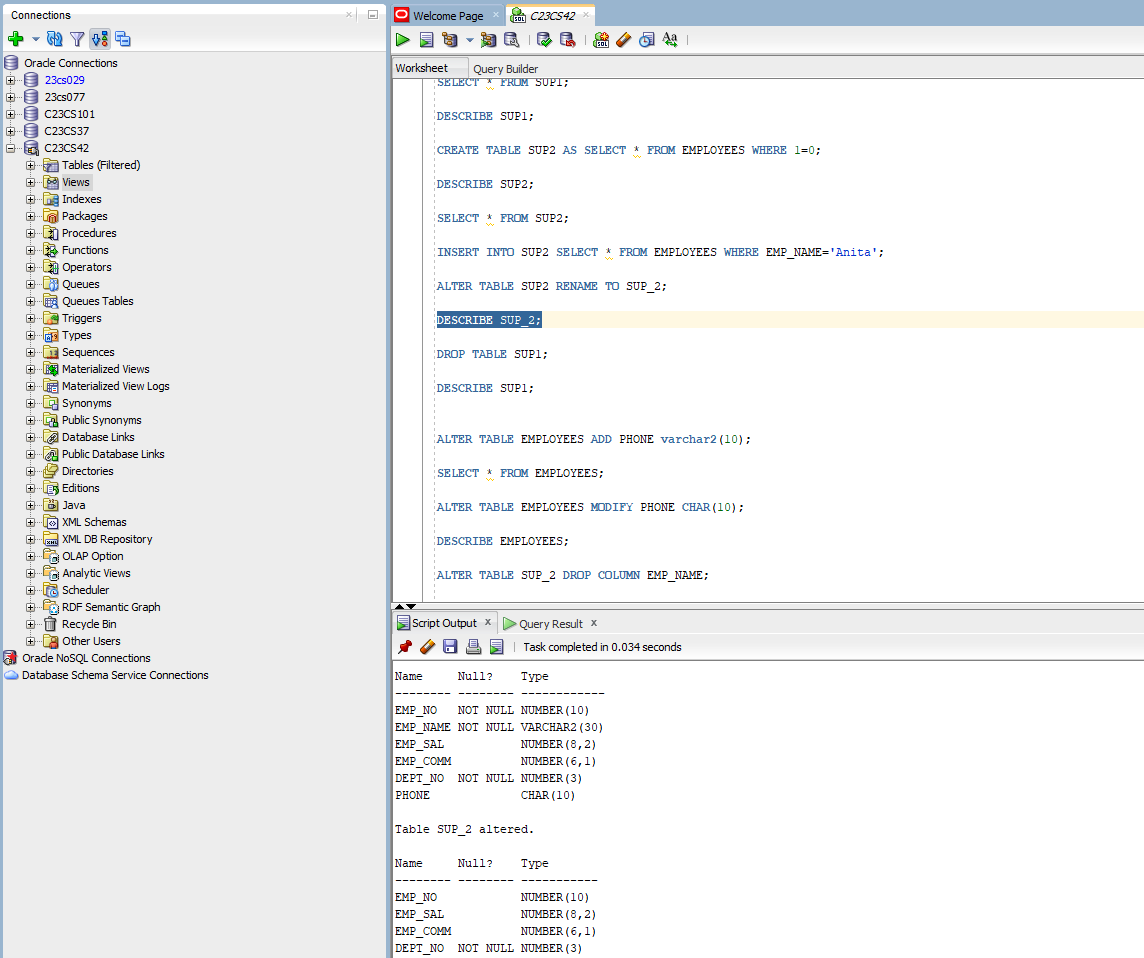 Connections
Oracle Connections
23cs029
23cs077
C23CS101
C23CS37
C23CS42
Tables (Filtered)
Views
Indexes
Packages
Procedures
Functions
Operators
Queues
Queues Tables
Triggers
Types
Sequences
Materialized Views
Materialized View Logs
Synonyms
Public Synonyms
Database Links
Public Database Links
Directories
Editions
Java
XML Schemas
XML DB Repository
OLAP Option
Analytic Views
Scheduler
RDF Semantic Graph
Recycle Bin
Other Users
Oracle NoSQL Connections
Database Schema Service Connections
Welcome Page
C23CS42
Worksheet
Query Builder
SELECT * FROM SUP1;
DESCRIBE SUP1;
CREATE TABLE SUP2 AS SELECT * FROM EMPLOYEES WHERE 1=0;
DESCRIBE SUP2;
SELECT * FROM SUP2;
INSERT INTO SUP2 SELECT * FROM EMPLOYEES WHERE EMP_NAME='Anita';
ALTER TABLE SUP2 RENAME TO SUP_2;
DESCRIBE SUP_2;
DROP TABLE SUP1;
DESCRIBE SUP1;
ALTER TABLE EMPLOYEES ADD PHONE varchar2(10);
SELECT * FROM EMPLOYEES;
ALTER TABLE EMPLOYEES MODIFY PHONE CHAR(10);
DESCRIBE EMPLOYEES;
ALTER TABLE SUP_2 DROP COLUMN EMP_NAME;
Script Output
Query Result
Task completed in 0.034 seconds
Name     Null?    Type
-------- -------- ------------
EMP_NO   NOT NULL NUMBER(10)
EMP_NAME NOT NULL VARCHAR2(30)
EMP_SAL           NUMBER(8,2)
EMP_COMM          NUMBER(6,1)
DEPT_NO  NOT NULL NUMBER(3)
PHONE             CHAR(10)
Table SUP_2 altered.
Name     Null?    Type
-------- -------- -----------
EMP_NO            NUMBER(10)
EMP_SAL           NUMBER(8,2)
EMP_COMM          NUMBER(6,1)
DEPT_NO  NOT NULL NUMBER(3)